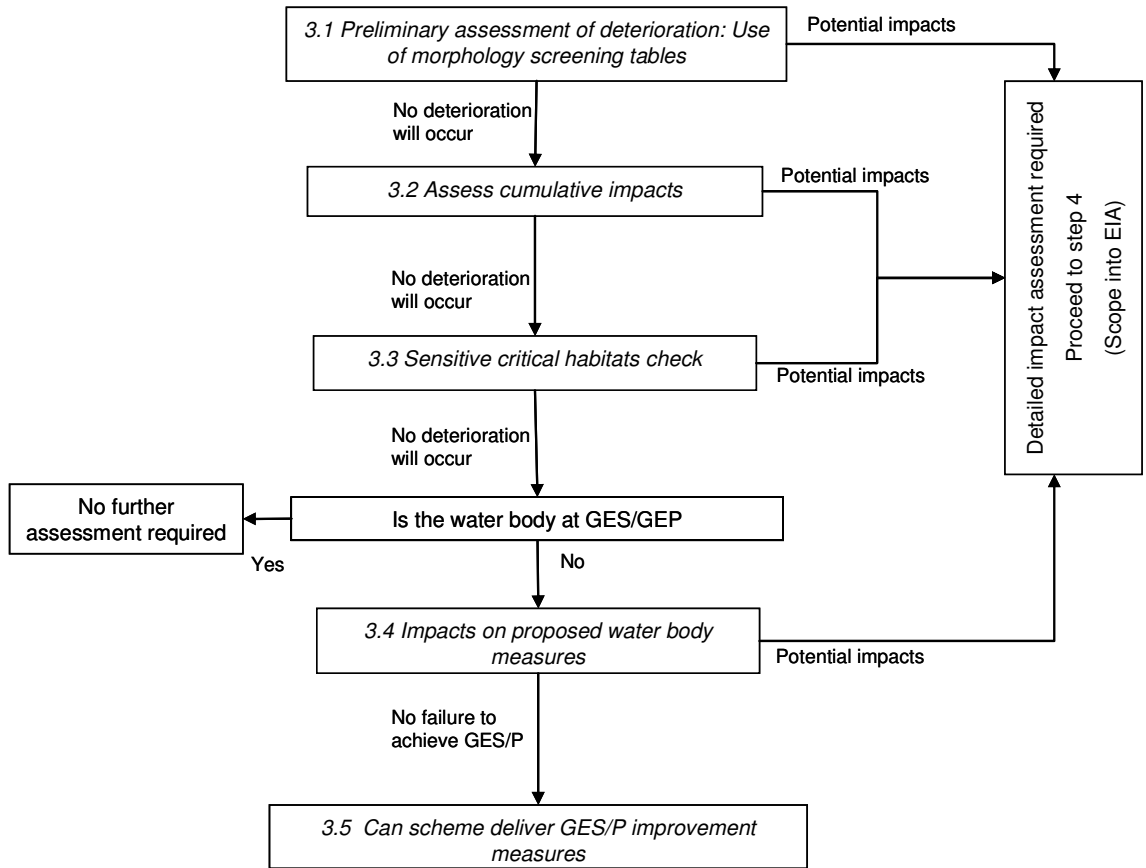 3.1 Preliminary assessment of deterioration: Use
of morphology screening tables
Potential impacts
No deterioration
will occur
3.2 Assess cumulative impacts
Potential impacts
Detailed impact assessment required
Proceed to step 4
(Scope into EIA)
No deterioration
will occur
3.3 Sensitive critical habitats check
Potential impacts
No deterioration
will occur
No further
assessment required
Yes
Is the water body at GES/GEP
No
3.4 Impacts on proposed water body
measures
Potential impacts
No failure to
achieve GES/P
3.5 Can scheme deliver GES/P improvement
measures